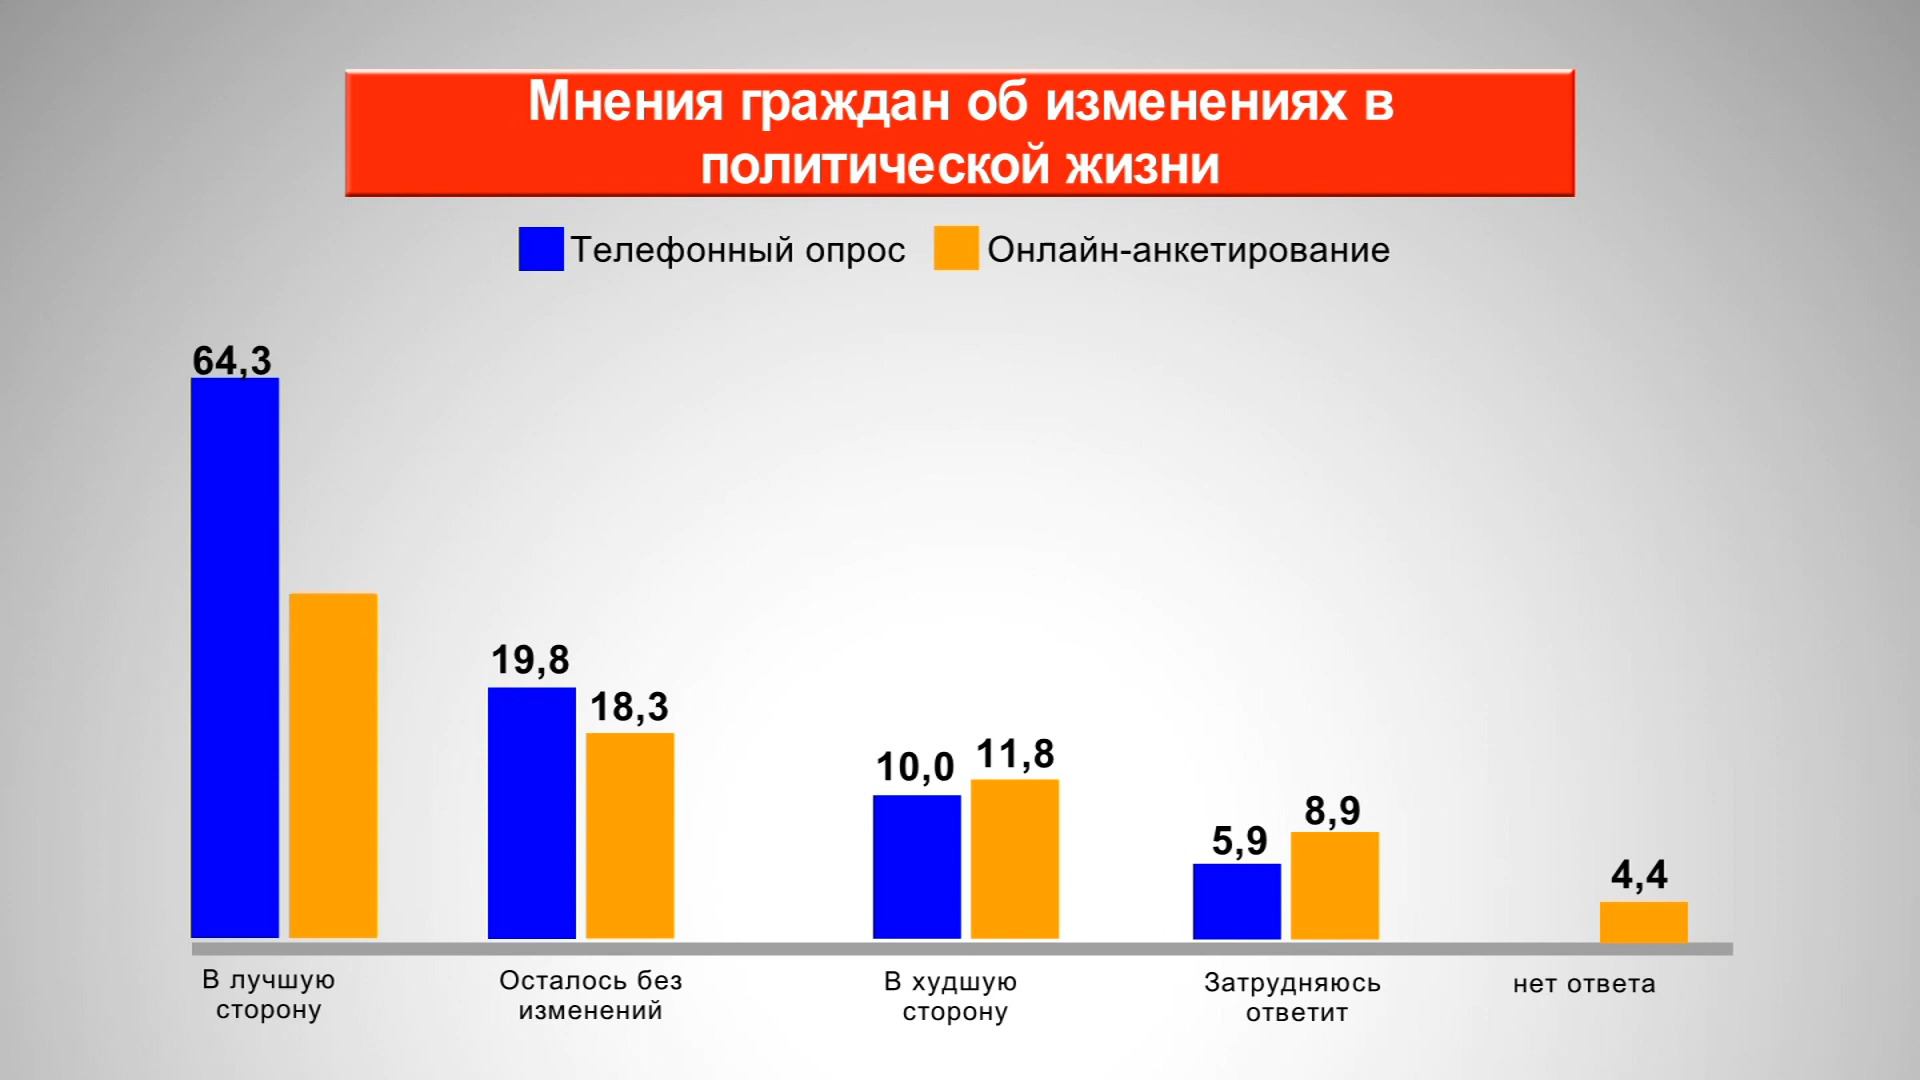 Мнения граждан об изменениях в
политической жизни
Телефонный опрос Онлайн-анкетирование
64,3
19,8
18,3
10,0
11,8
5,9
8,9
4,4
В лучшую
сторону
Осталось без
изменений
В худшую
сторону
Затрудняюсь
ответит
нет ответа